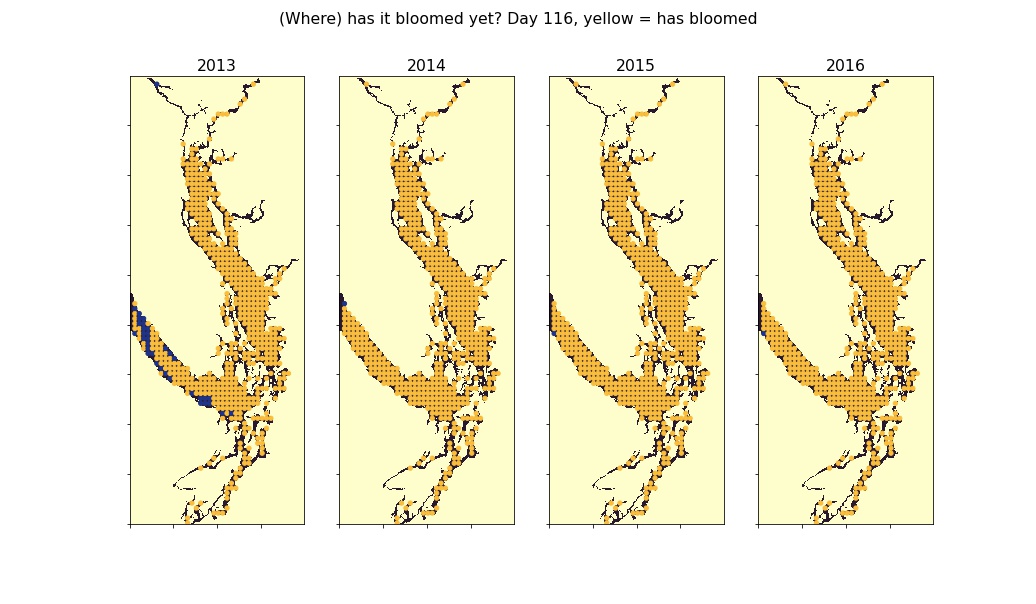 (Where) has it bloomed yet? Day 116, yellow = has bloomed
2013
2014
2015
2016